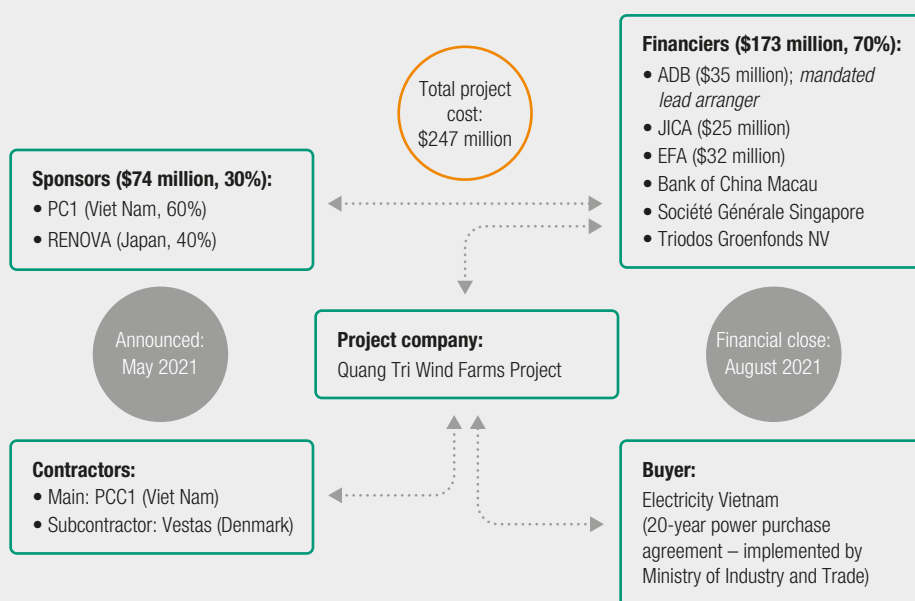 Total project
cost:
$247 million
Financiers ($173 million, 70%):
• ADB ($35 million); mandated
lead arranger
• JICA ($25 million)
• EFA ($32 million)
• Bank of China Macau
• Société Générale Singapore
• Triodos Groenfonds NV
Sponsors ($74 million, 30%):
• PC1 (Viet Nam, 60%)
• RENOVA (Japan, 40%)
Announced:
May 2021
Project company:
Quang Tri Wind Farms Project
Financial close:
August 2021
Contractors:
• Main: PCC1 (Viet Nam)
• Subcontractor: Vestas (Denmark)
Buyer:
Electricity Vietnam
(20-year power purchase
agreement – implemented by
Ministry of Industry and Trade)